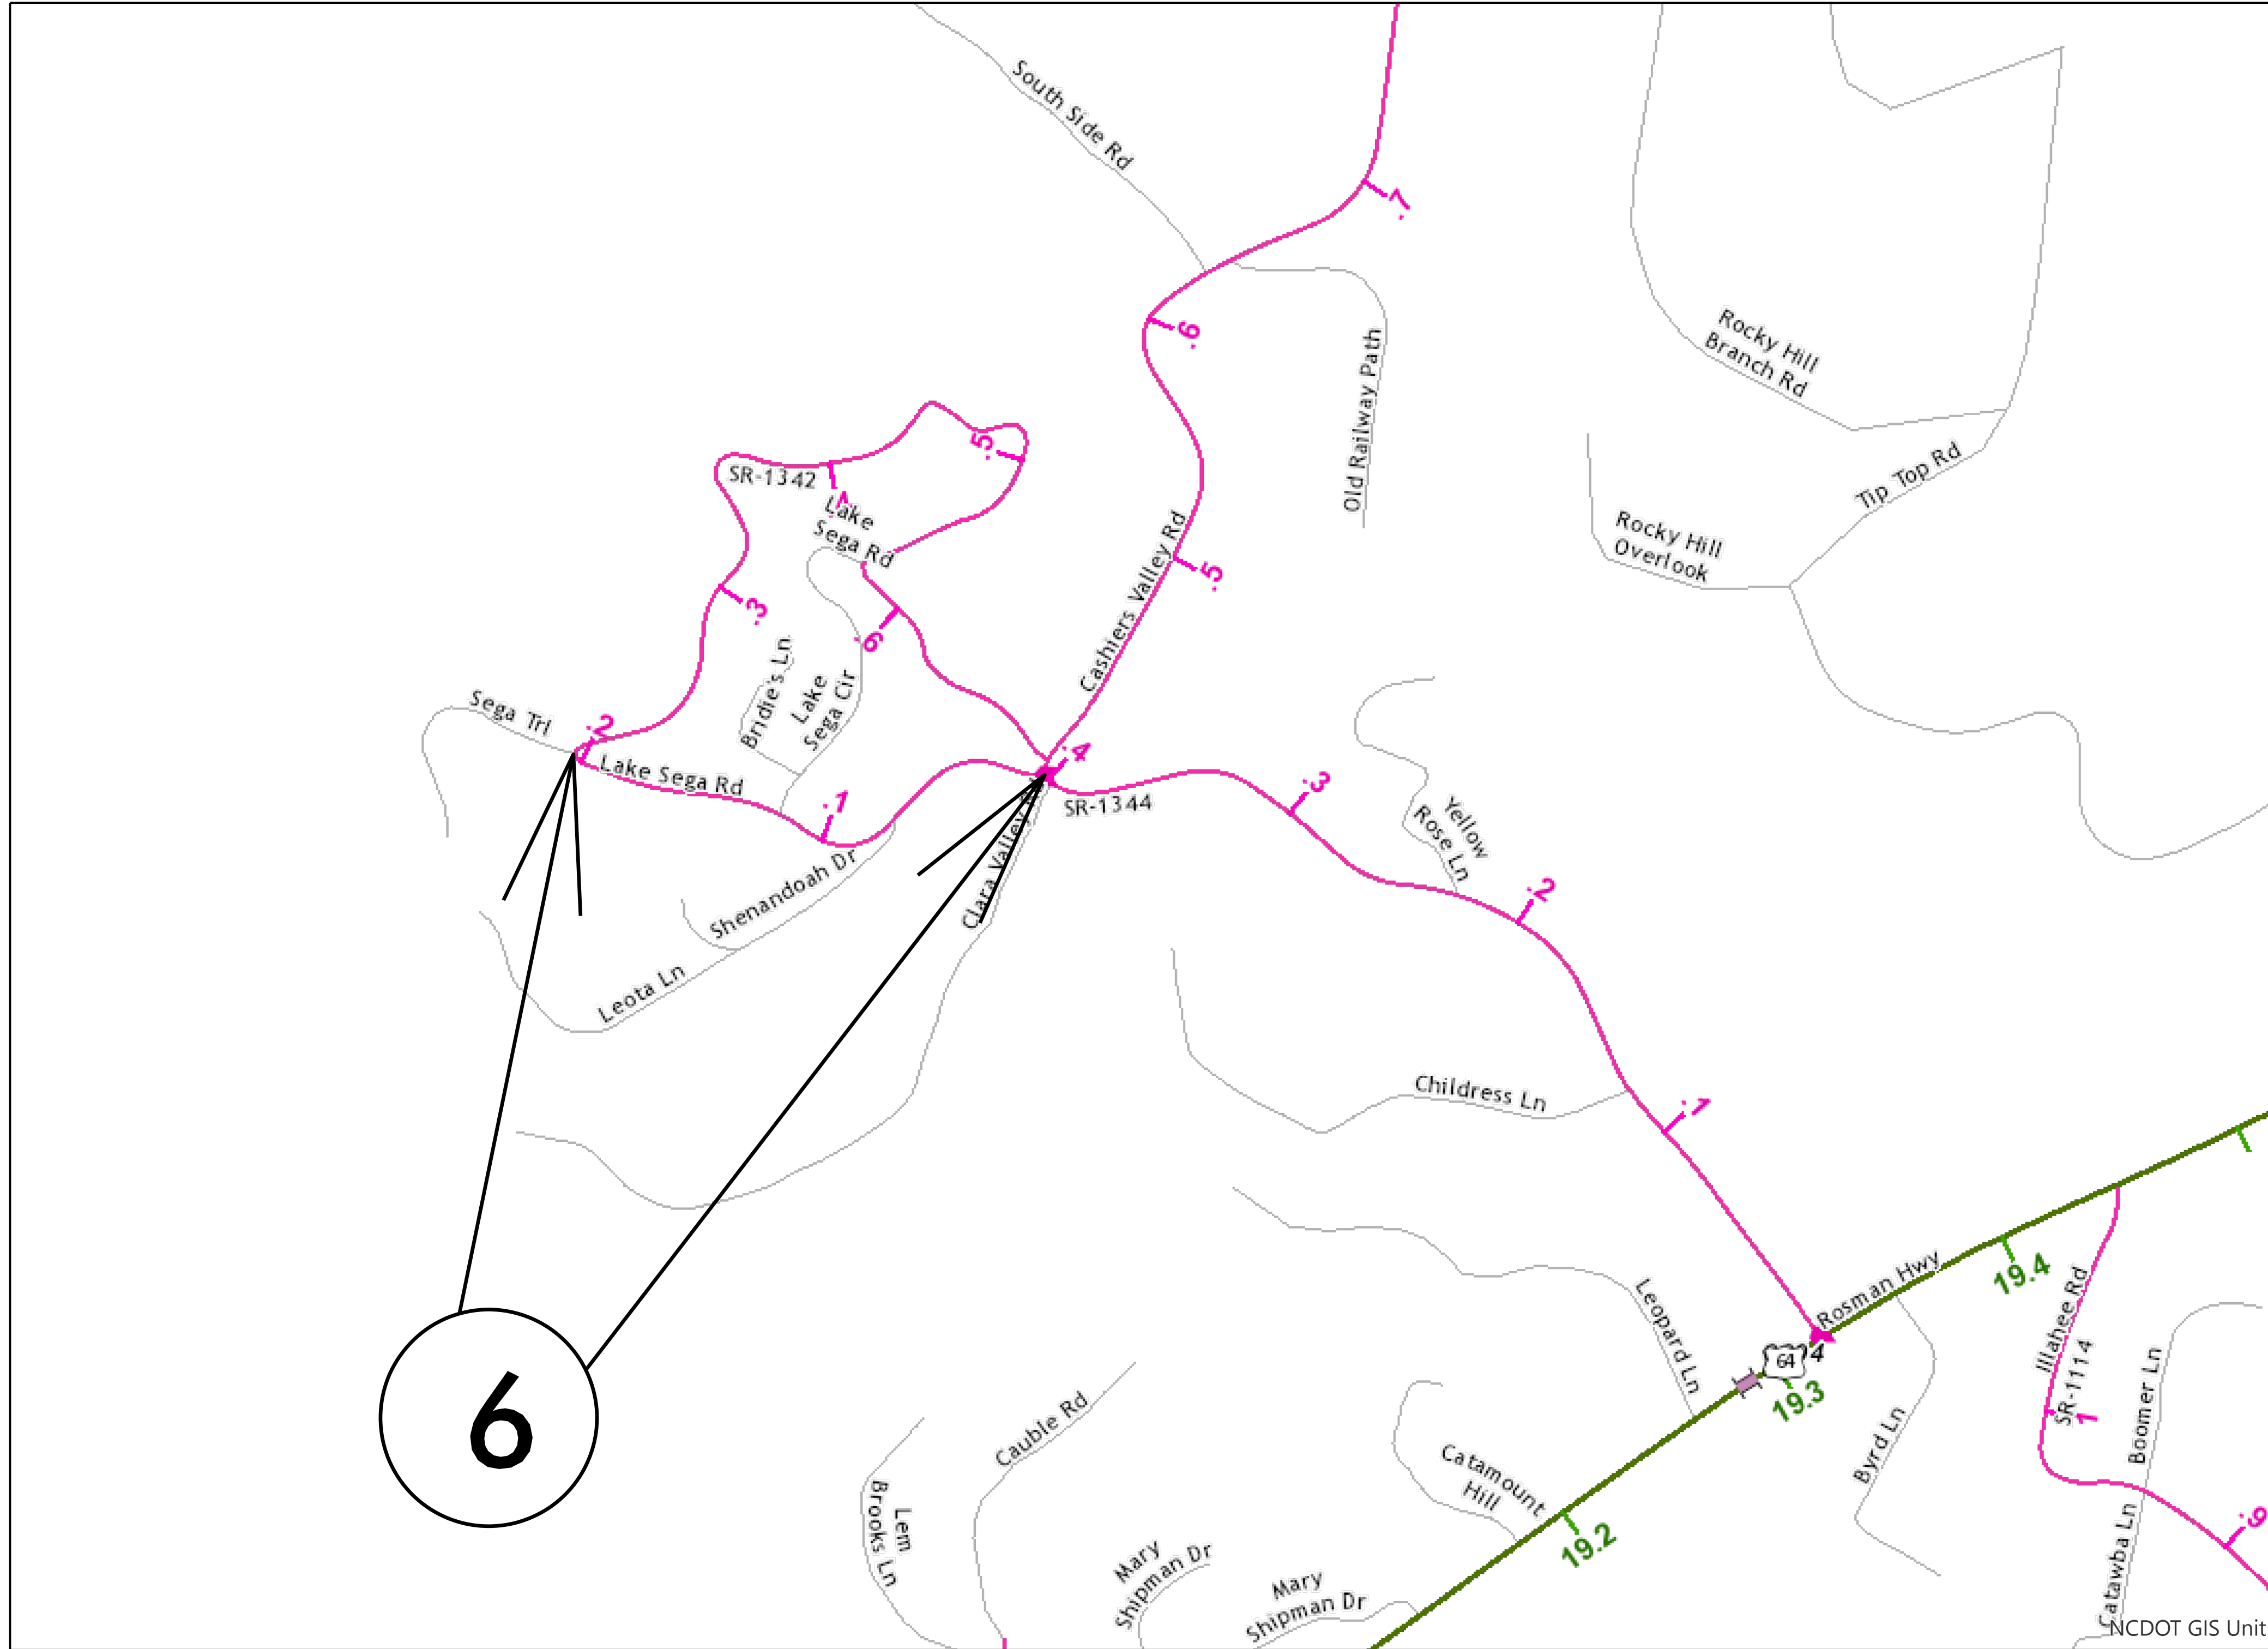 South Side Rd
.7
.6
Old Railway Path
Rocky Hill
Branch Rd
Tip Top Rd
Rocky Hill
Overlook
.5
SR-1342
.4
Lake
Sega Rd
Cashiers Valley Rd
.5
.3
.6
Bridie's Ln
Lake
Sega Cir
Sega Trl
.2
Lake Sega Rd
.1
.4
SR-1344
.3
Yellow
Rose Ln
.2
Clara Valley
Shenandoah Dr
Leota Ln
Childress Ln
.1
Rosman Hwy
19.4
Illahee Rd
SR-1114
1
Leopard Ln
64
4
19.3
Boomer Ln
Byrd Ln
6
Cauble Rd
Lem
Brooks Ln
Catamount
Hill
19.2
Mary
Shipman Dr
Mary
Shipman Dr
Catawba Ln
.9
NCDOT GIS Unit